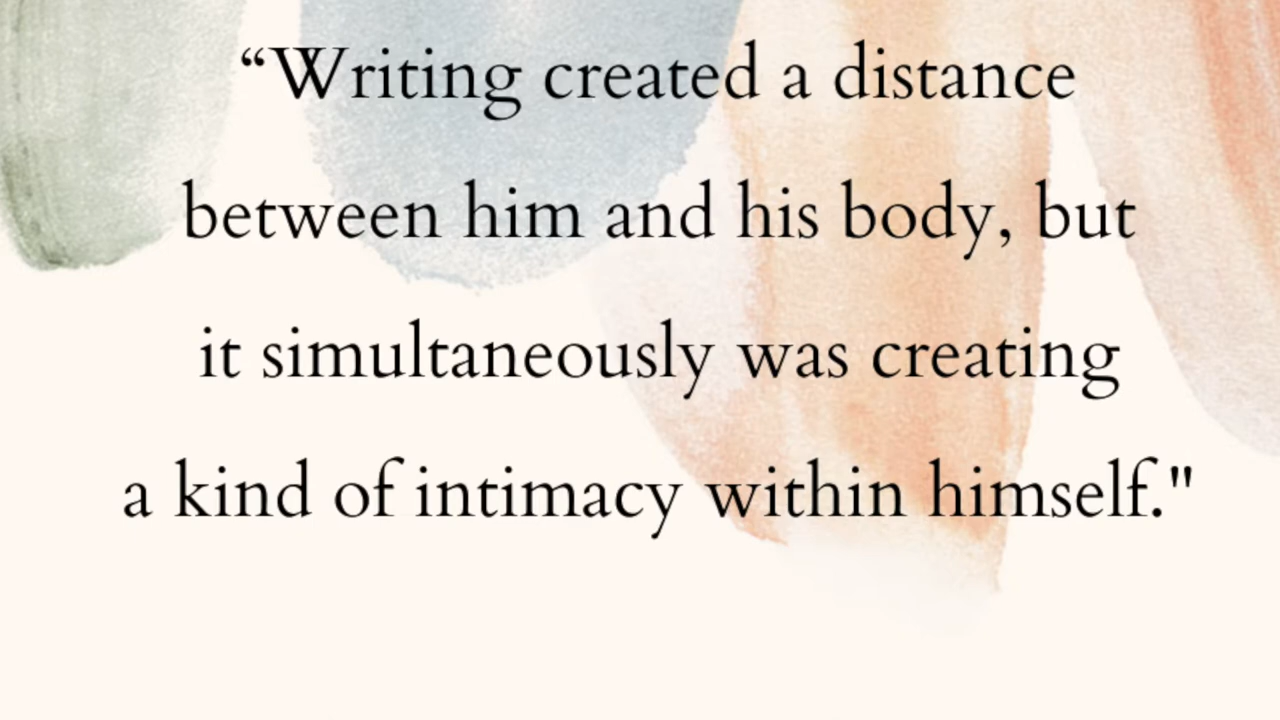 “Writing created a distance
between him and his body, but
it simultaneously was creating
a kind of intimacy within himself."